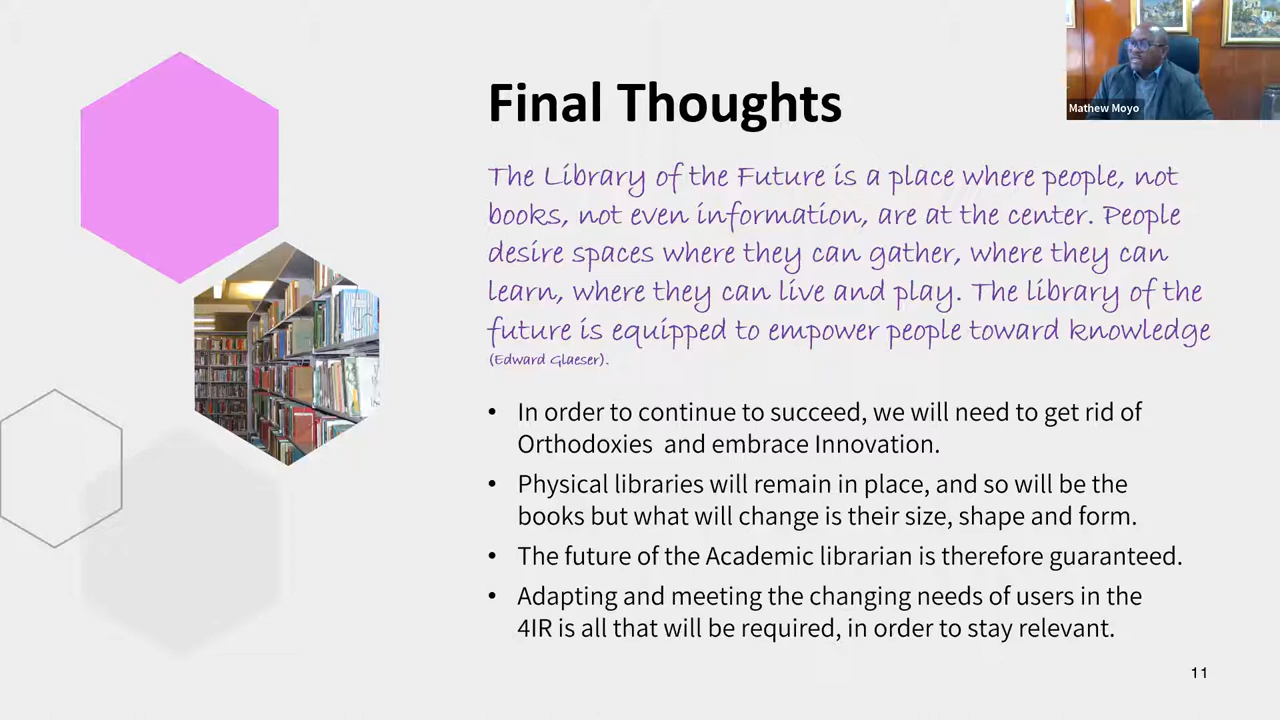 Mathew Moyo
Final Thoughts
The Library of the Future is a place where people, not
books, not even information, are at the center. People
desire spaces where they can gather, where they can
learn, where they can live and play. The library of the
future is equipped to empower people toward knowledge
(Edward Glaeser).
• In order to continue to succeed, we will need to get rid of
Orthodoxies and embrace Innovation.
• Physical libraries will remain in place, and so will be the
books but what will change is their size, shape and form.
• The future of the Academic librarian is therefore guaranteed.
• Adapting and meeting the changing needs of users in the
4IR is all that will be required, in order to stay relevant.
11